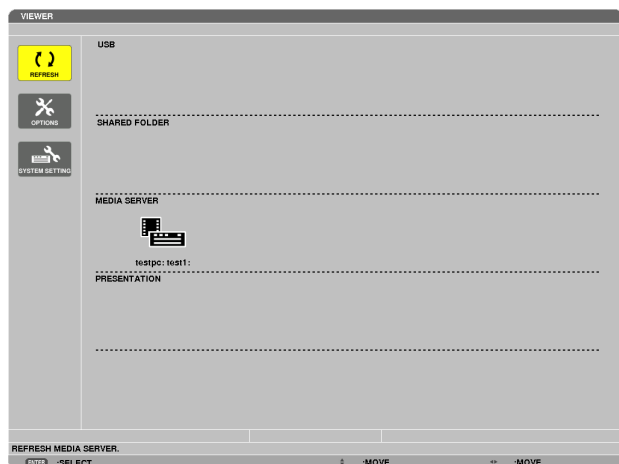 VIEWER
USB
REFRESH
OPTIONS
SHARED FOLDER
SYSTEM SETTING
MEDIA SERVER
testpc: test1:
PRESENTATION
REFRESH MEDIA SERVER.
ENTER :SELECT :MOVE :MOVE